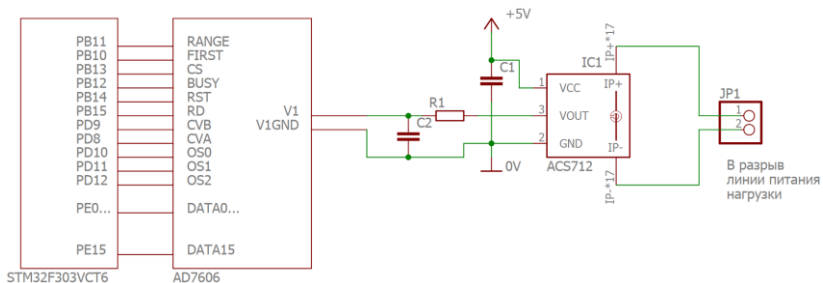 +5V
PB11 RANGE
PB10 FIRST
PB13 CS
PB12 BUSY
PB14 RST
PB15 RD
PD9 CVB
PD8 CVA
PD10 OS0
PD11 OS1
PD12 OS2
PE0... DATA0...
PE15 DATA15
STM32F303VCT6
AD7606
V1
V1GND
C2
R1
C1
0V
IC1
1 VCC
3 VOUT
2 GND
IP+
IP-
ACS712
IP+*17
IP-*17
JP1
1
2
В разрыв
линии питания
нагрузки